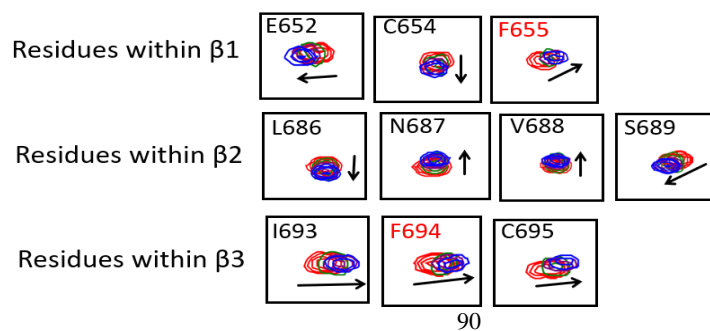 E652 C654 F655
Residues within β1
L686 N687 V688 S689
Residues within β2
I693 F694 C695
Residues within β3
90